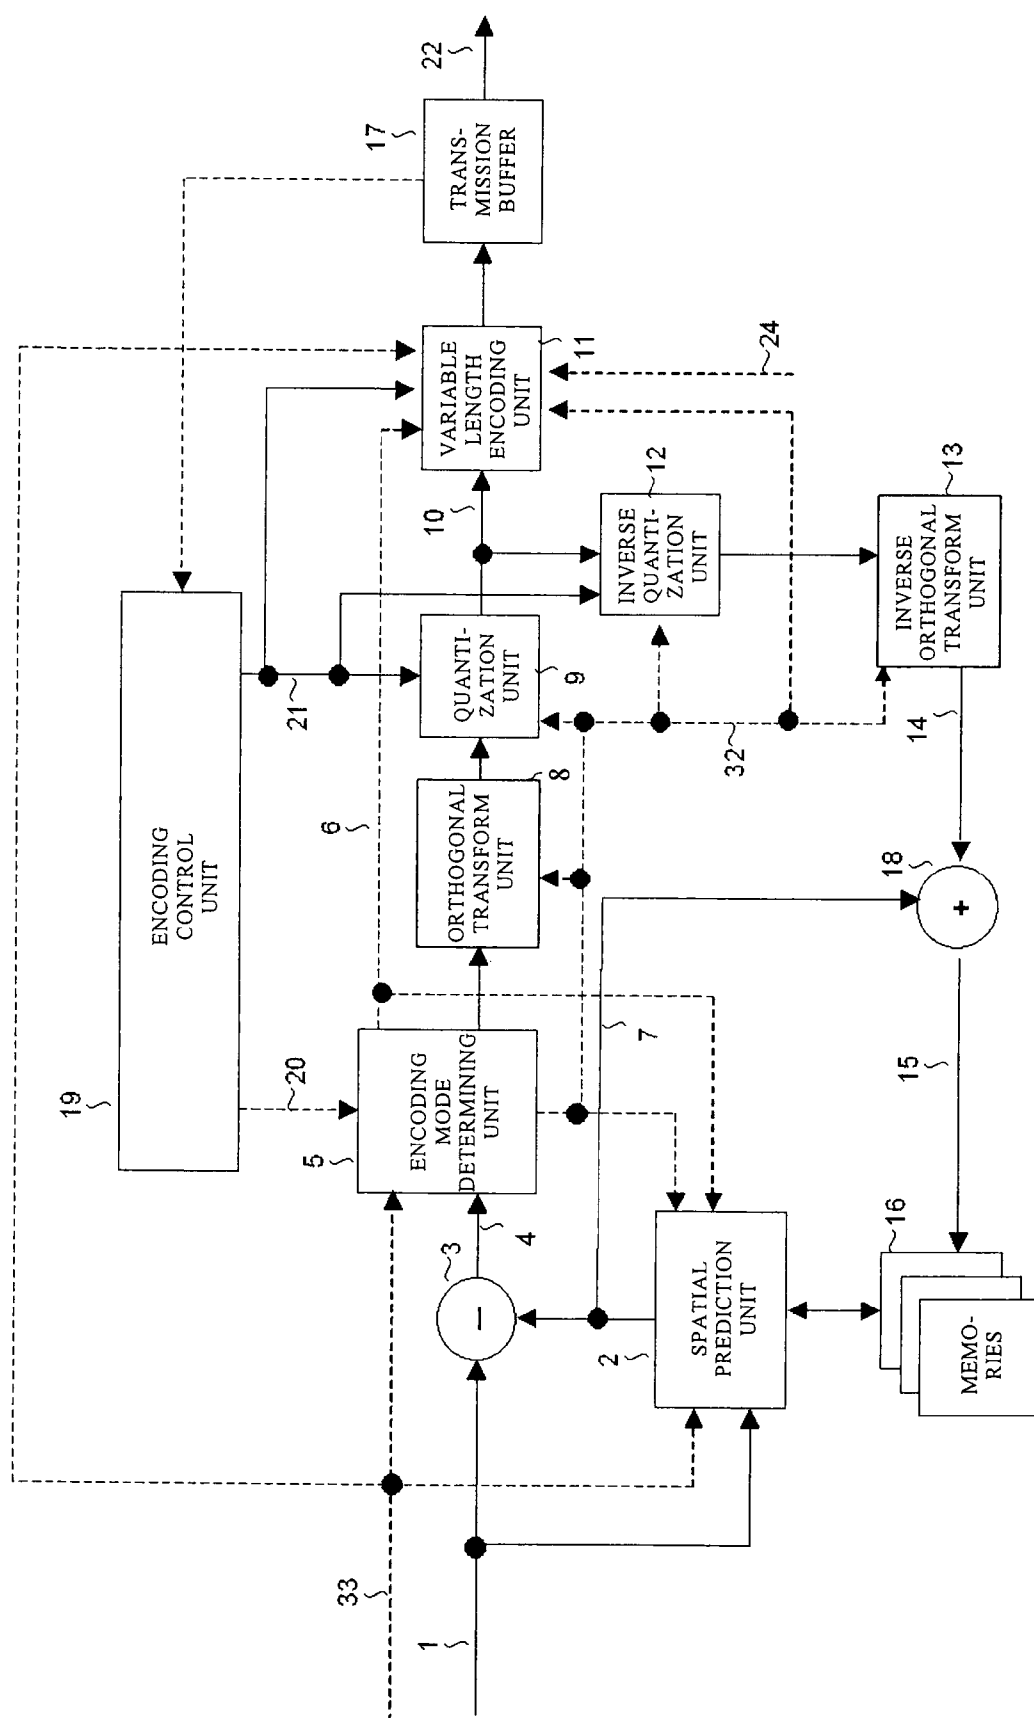 22
17
TRANS-
MISSION
BUFFER
19
ENCODING
CONTROL
UNIT
21
20
6
10
11
VARIABLE
LENGTH
ENCODING
UNIT
24
9
QUANTI-
ZATION
UNIT
8
ORTHOGONAL
TRANSFORM
UNIT
5
ENCODING
MODE
DETERMINING
UNIT
12
INVERSE
QUANTI-
ZATION
UNIT
13
INVERSE
ORTHOGONAL
TRANSFORM
UNIT
32
14
18
+
7
15
3
4
−
2
SPATIAL
PREDICTION
UNIT
16
MEMO-
RIES
33
1